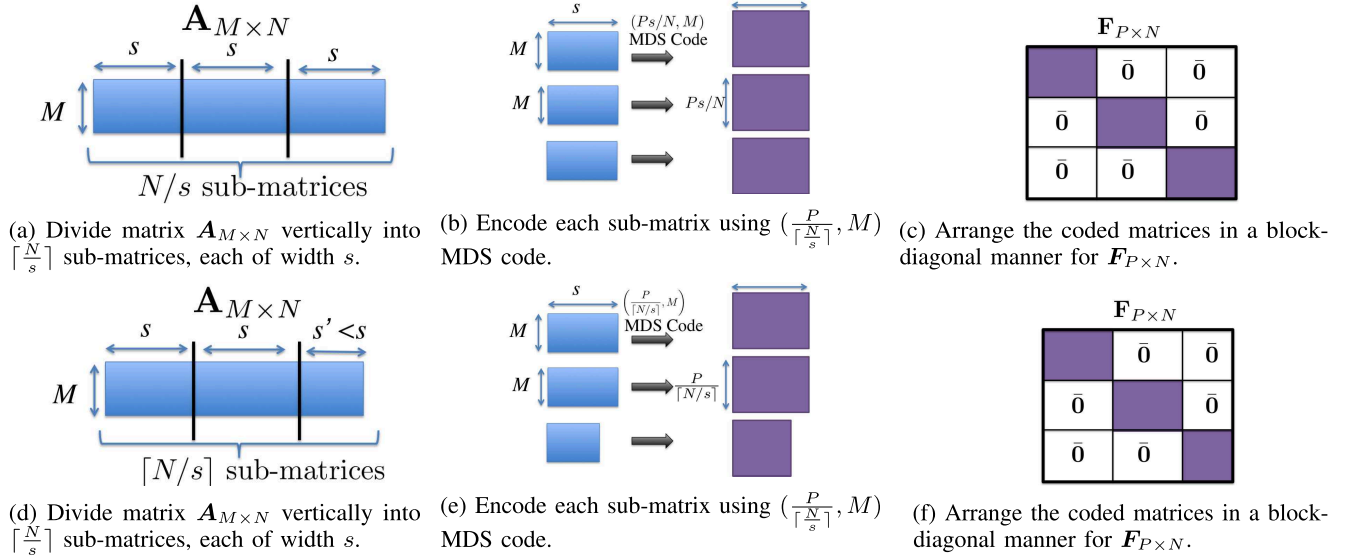 𝐀_{M×N}
s s s
M
N/s sub-matrices
(a) Divide matrix 𝑨_{M×N} vertically into
⌈N/s⌉ sub-matrices, each of width s.
s
(Ps/N, M)
MDS Code
M
M
Ps/N
(b) Encode each sub-matrix using (P/⌈N/s⌉, M)
MDS code.
𝐅_{P×N}
0̄ 0̄
0̄ 0̄
0̄ 0̄
(c) Arrange the coded matrices in a block-
diagonal manner for 𝑭_{P×N}.
𝐀_{M×N}
s s s'<s
M
⌈N/s⌉ sub-matrices
(d) Divide matrix 𝑨_{M×N} vertically into
⌈N/s⌉ sub-matrices, each of width s.
s
(P/⌈N/s⌉, M)
MDS Code
M
M
P/⌈N/s⌉
(e) Encode each sub-matrix using (P/⌈N/s⌉, M)
MDS code.
𝐅_{P×N}
0̄ 0̄
0̄ 0̄
0̄ 0̄
(f) Arrange the coded matrices in a block-
diagonal manner for 𝑭_{P×N}.